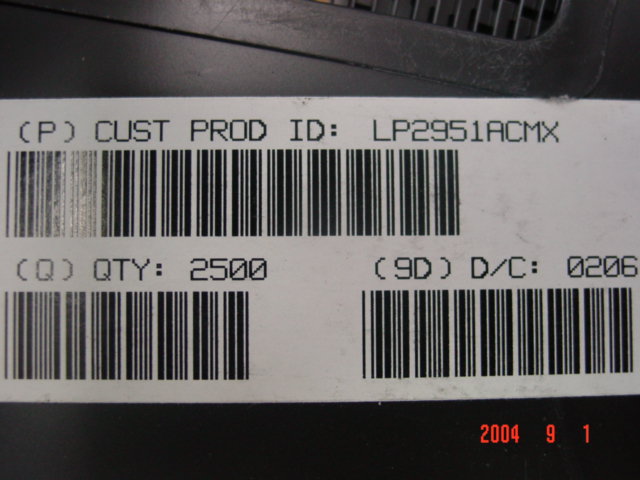 (P) CUST PROD ID: LP2951ACMX
(Q) QTY: 2500 (9D) D/C: 0206
2004 9 1